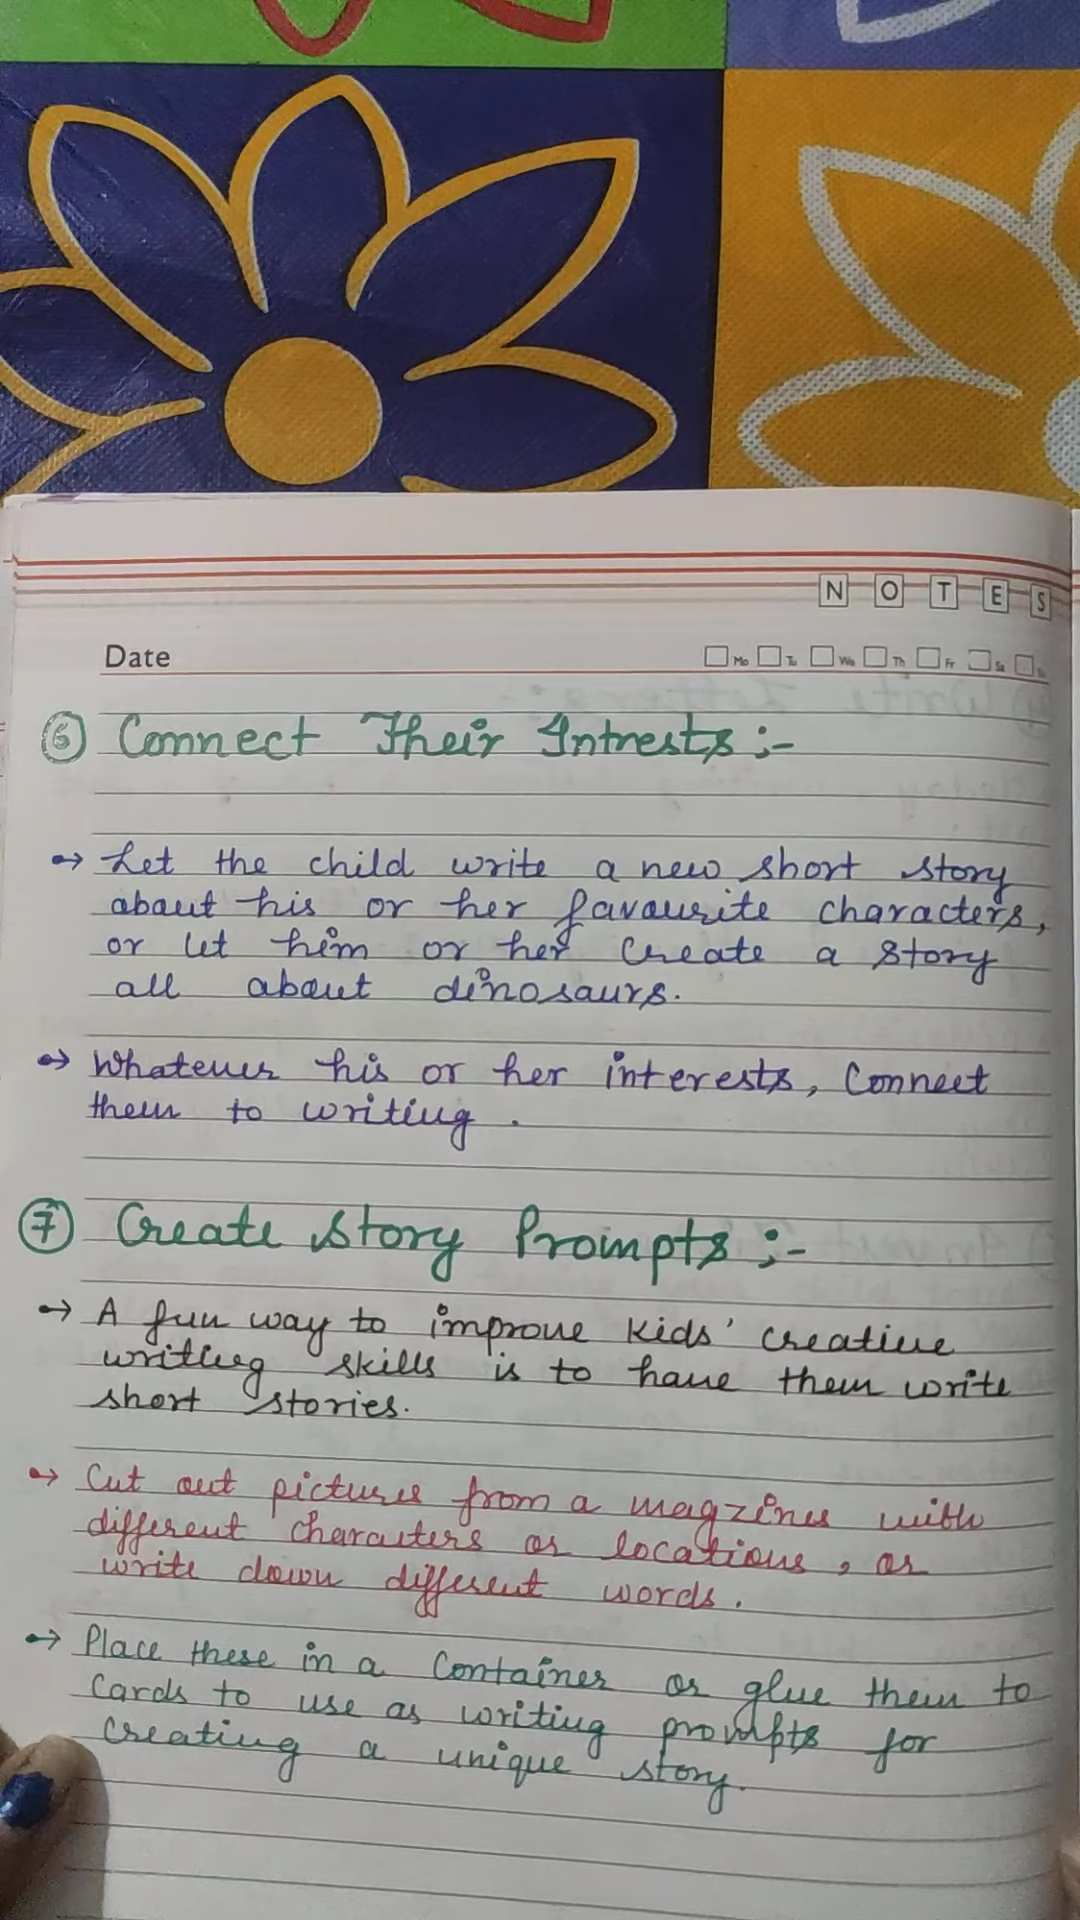 NOTES
Date
Mo Tu We Th Fr Sa
⑥ Connect Their Intrests :-
→ Let the child write a new short story
about his or her favourite characters,
or let him or her create a story
all about dinosaurs.
→ Whatever his or her interests, Connect
them to writing .
⑦ Create story Prompts :-
→ A fun way to improve kids' creative
writing skills is to have them write
short stories.
→ Cut out pictures from a magzines with
different characters or locations, or
write down different words.
→ Place these in a container or glue them to
Cards to use as writing prompts for
creating a unique story.